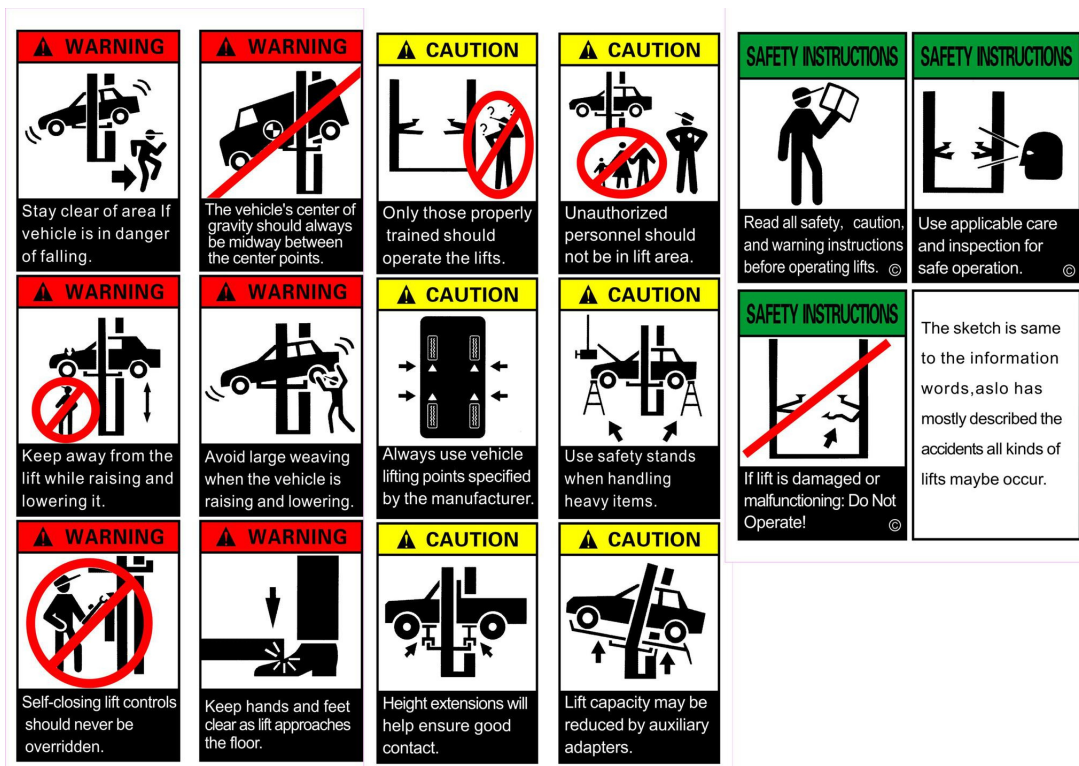 WARNING
Stay clear of area If
vehicle is in danger
of falling.
WARNING
The vehicle's center of
gravity should always
be midway between
the center points.
CAUTION
? ? ?
Only those properly
trained should
operate the lifts.
CAUTION
Unauthorized
personnel should
not be in lift area.
SAFETY INSTRUCTIONS
Read all safety, caution,
and warning instructions
before operating lifts. ©
SAFETY INSTRUCTIONS
Use applicable care
and inspection for
safe operation. ©
WARNING
Keep away from the
lift while raising and
lowering it.
WARNING
Avoid large weaving
when the vehicle is
raising and lowering.
CAUTION
Always use vehicle
lifting points specified
by the manufacturer.
CAUTION
Use safety stands
when handling
heavy items.
SAFETY INSTRUCTIONS
If lift is damaged or
malfunctioning: Do Not
Operate! ©
The sketch is same
to the information
words,aslo has
mostly described the
accidents all kinds of
lifts maybe occur.
WARNING
Self-closing lift controls
should never be
overridden.
WARNING
Keep hands and feet
clear as lift approaches
the floor.
CAUTION
Height extensions will
help ensure good
contact.
CAUTION
Lift capacity may be
reduced by auxiliary
adapters.